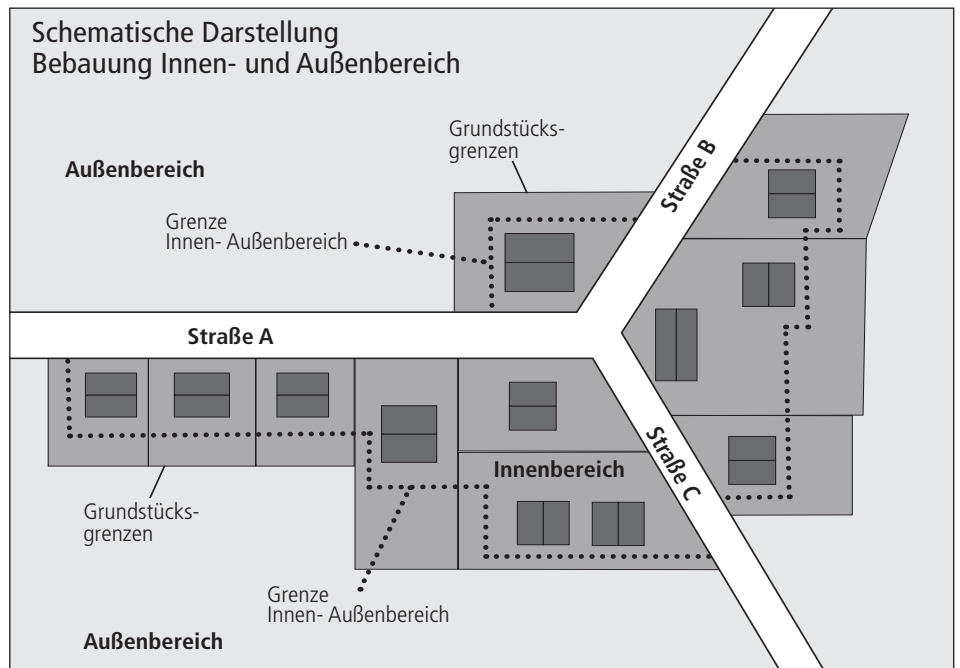 Schematische Darstellung
Bebauung Innen- und Außenbereich
Grundstücks-
grenzen
Straße B
Außenbereich
Grenze
Innen- Außenbereich
Straße A
Straße C
Innenbereich
Grundstücks-
grenzen
Grenze
Innen- Außenbereich
Außenbereich